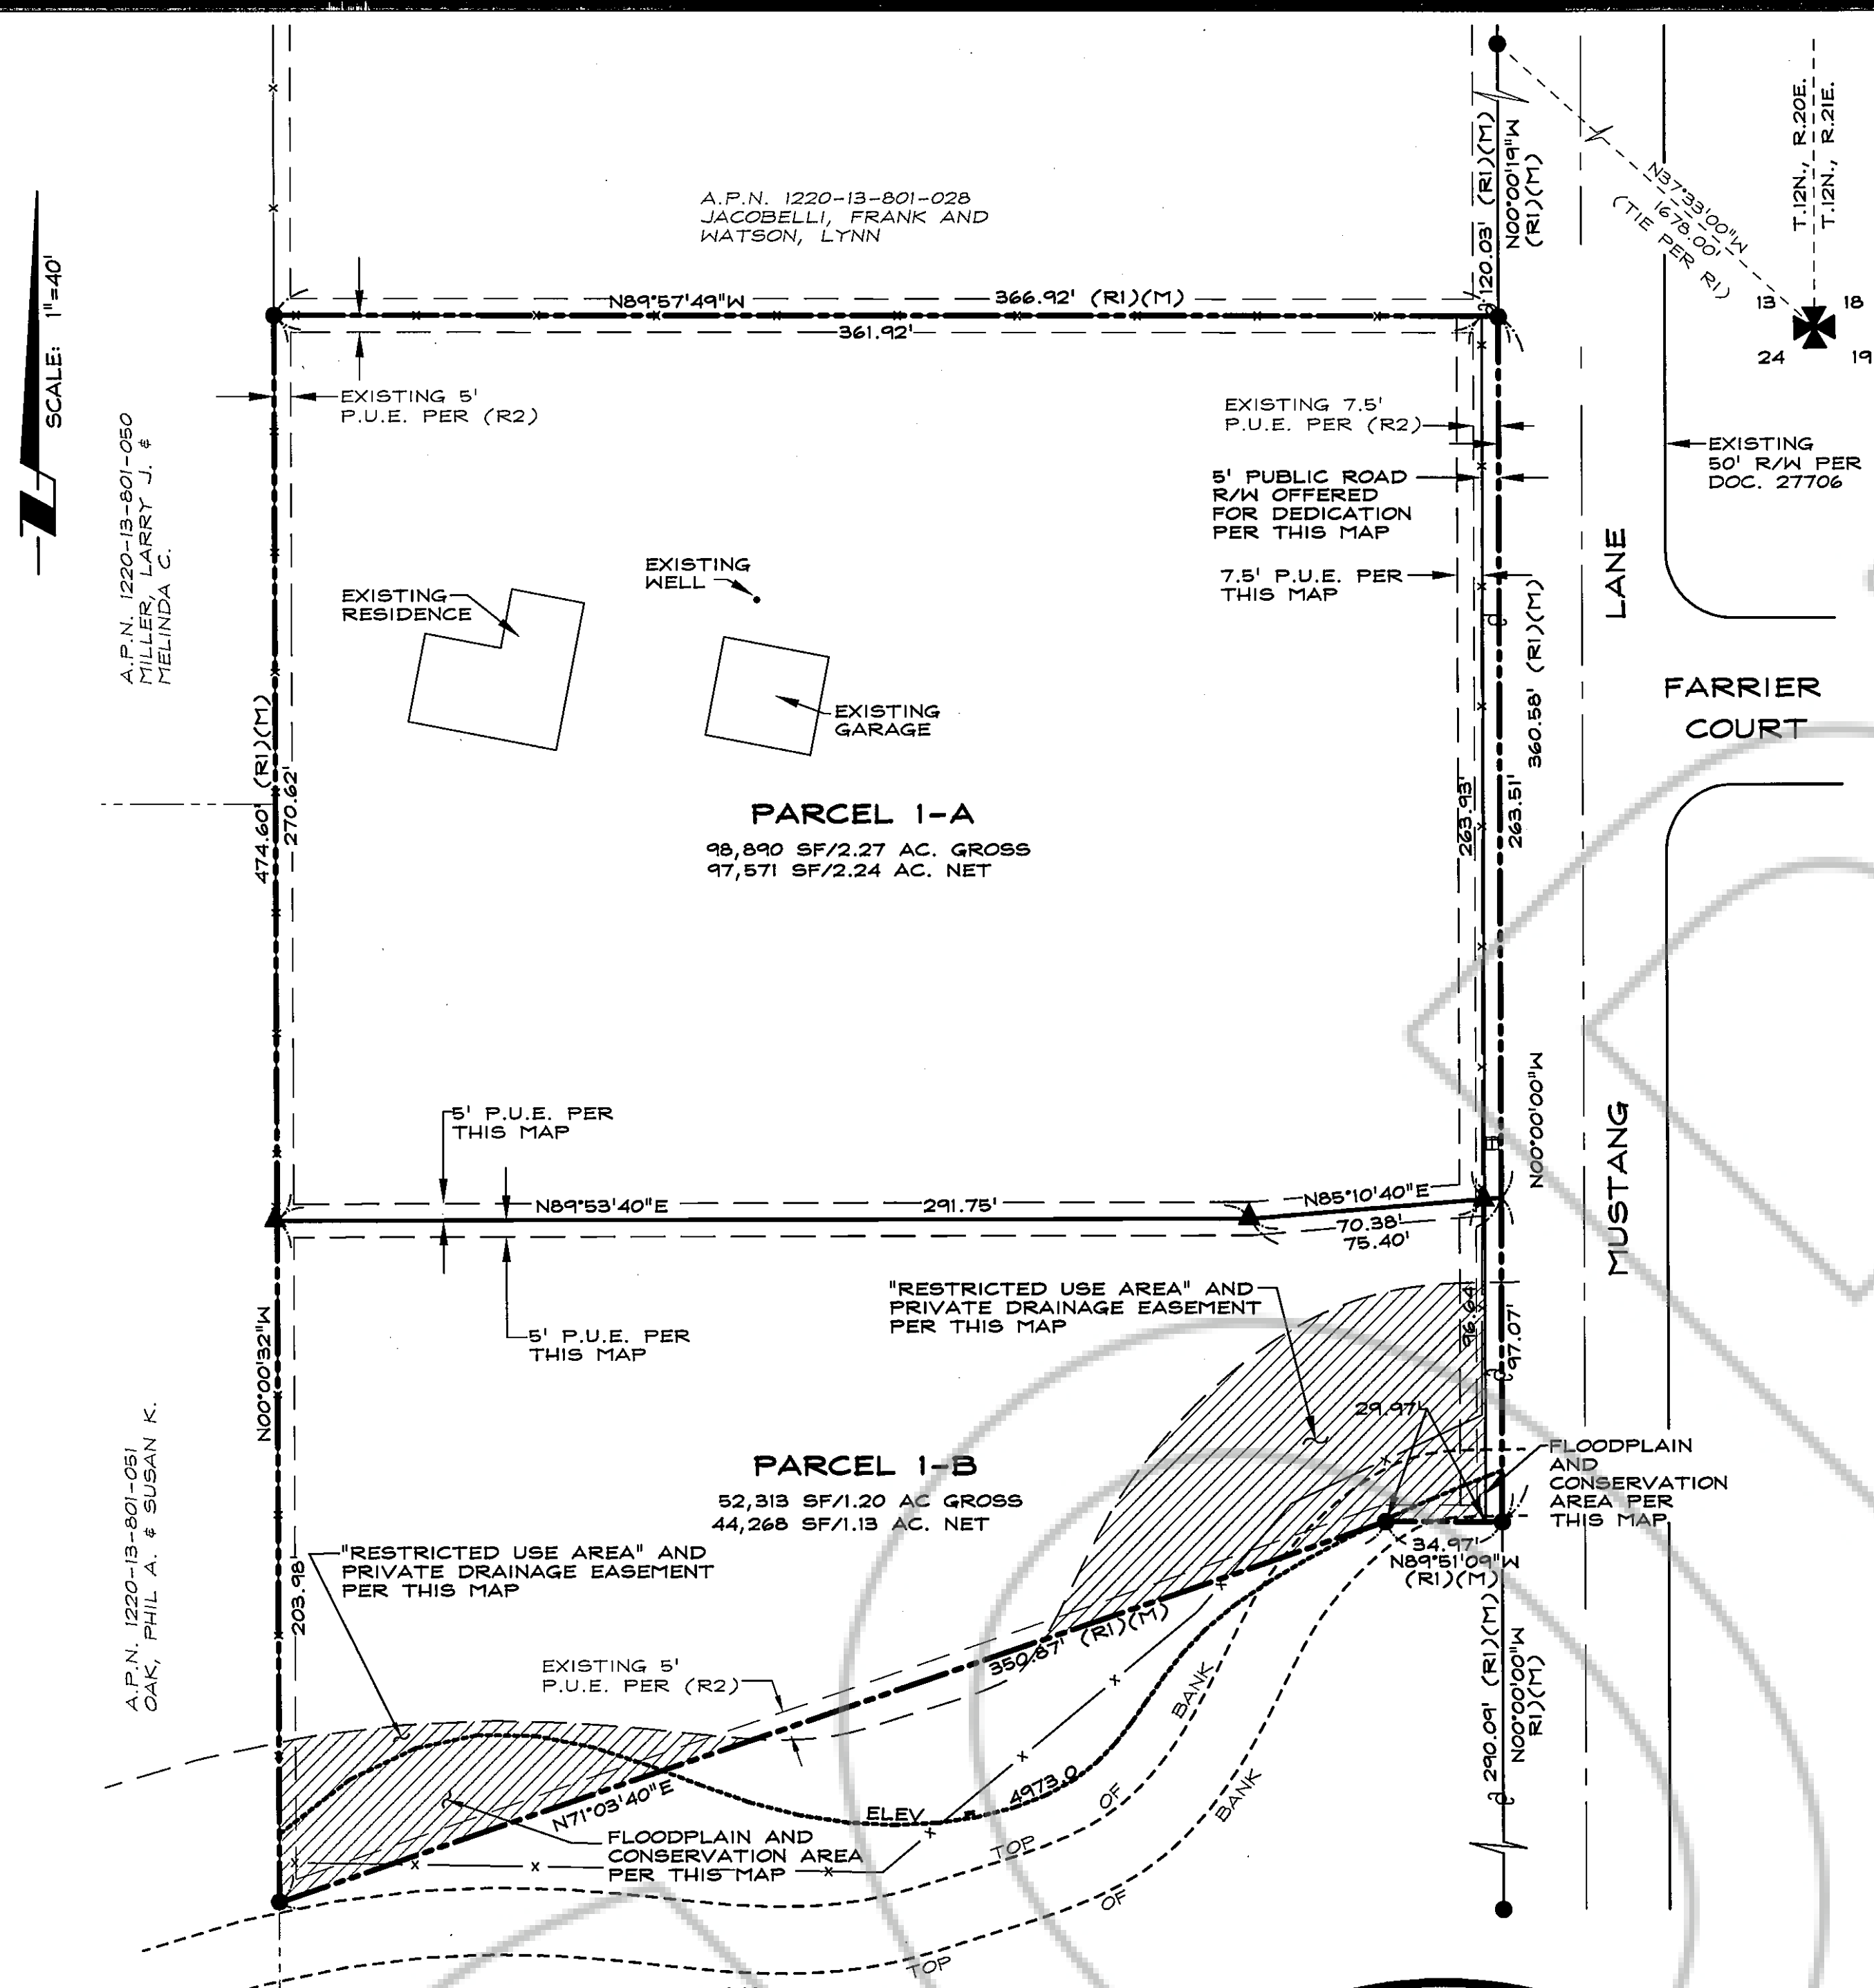 A.P.N. 1220-13-801-028
JACOBELLI, FRANK AND
WATSON, LYNN
120.03' (R1)(M)
N00°00'19"W
(R1)(M)
N37°33'00"W
1678.00'
(TIE PER R1)
T.12N., R.20E.
T.12N., R.21E.
13
18
24
19
SCALE: 1"=40'
N89°57'49"W
366.92' (R1)(M)
361.92'
EXISTING 5'
P.U.E. PER (R2)
EXISTING 7.5'
P.U.E. PER (R2)
EXISTING
50' R/W PER
DOC. 27706
5' PUBLIC ROAD
R/W OFFERED
FOR DEDICATION
PER THIS MAP
7.5' P.U.E. PER
THIS MAP
A.P.N. 1220-13-801-050
MILLER, LARRY J. &
MELINDA C.
EXISTING
WELL
EXISTING
RESIDENCE
EXISTING
GARAGE
LANE
FARRIER
COURT
360.58' (R1)(M)
474.60' (R1)(M)
270.62'
263.93'
263.51'
PARCEL 1-A
98,890 SF/2.27 AC. GROSS
97,571 SF/2.24 AC. NET
N00°00'00"W
MUSTANG
5' P.U.E. PER
THIS MAP
N89°53'40"E
291.75'
N85°10'40"E
70.38'
75.40'
5' P.U.E. PER
THIS MAP
"RESTRICTED USE AREA" AND
PRIVATE DRAINAGE EASEMENT
PER THIS MAP
96.64'
97.07'
N00°00'32"W
29.97'
A.P.N. 1220-13-801-051
OAK, PHIL A. & SUSAN K.
PARCEL 1-B
52,313 SF/1.20 AC GROSS
44,268 SF/1.13 AC. NET
FLOODPLAIN
AND
CONSERVATION
AREA PER
THIS MAP
34.97'
N89°51'09"W
(R1)(M)
203.98'
"RESTRICTED USE AREA" AND
PRIVATE DRAINAGE EASEMENT
PER THIS MAP
350.87' (R1)(M)
290.09' (R1)(M)
N00°00'00"W
R1)(M)
EXISTING 5'
P.U.E. PER (R2)
N71°03'40"E
ELEV
4973.0
TOP
OF
BANK
TOP
OF
BANK
FLOODPLAIN AND
CONSERVATION AREA
PER THIS MAP